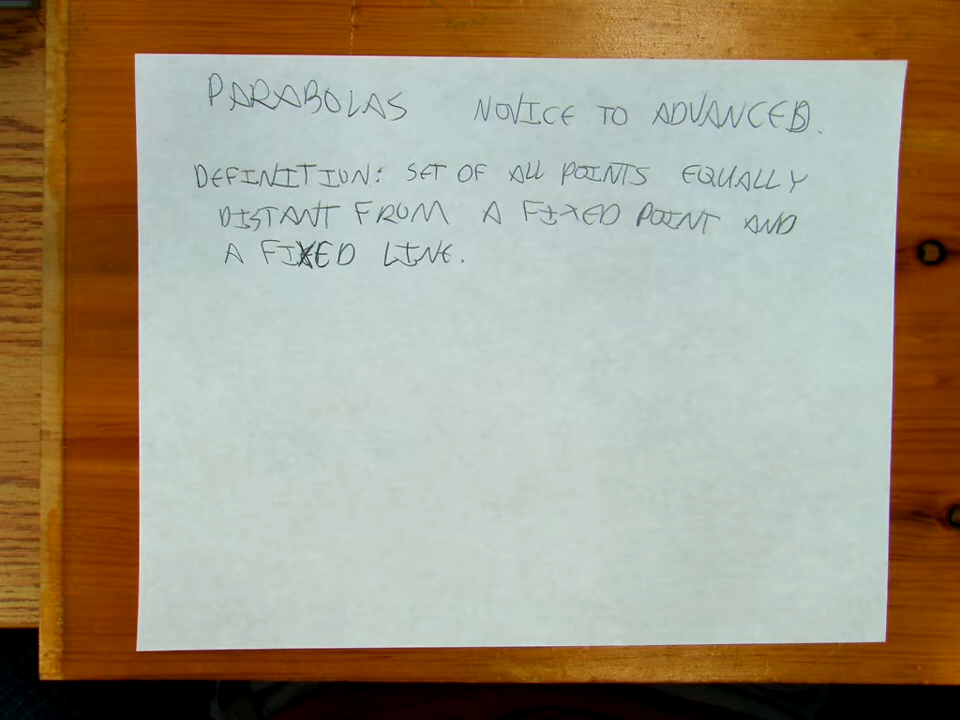 PARABOLAS NOVICE TO ADVANCED.
DEFINITION: SET OF ALL POINTS EQUALLY
DISTANT FROM A FIXED POINT AND
A FIXED LINE.